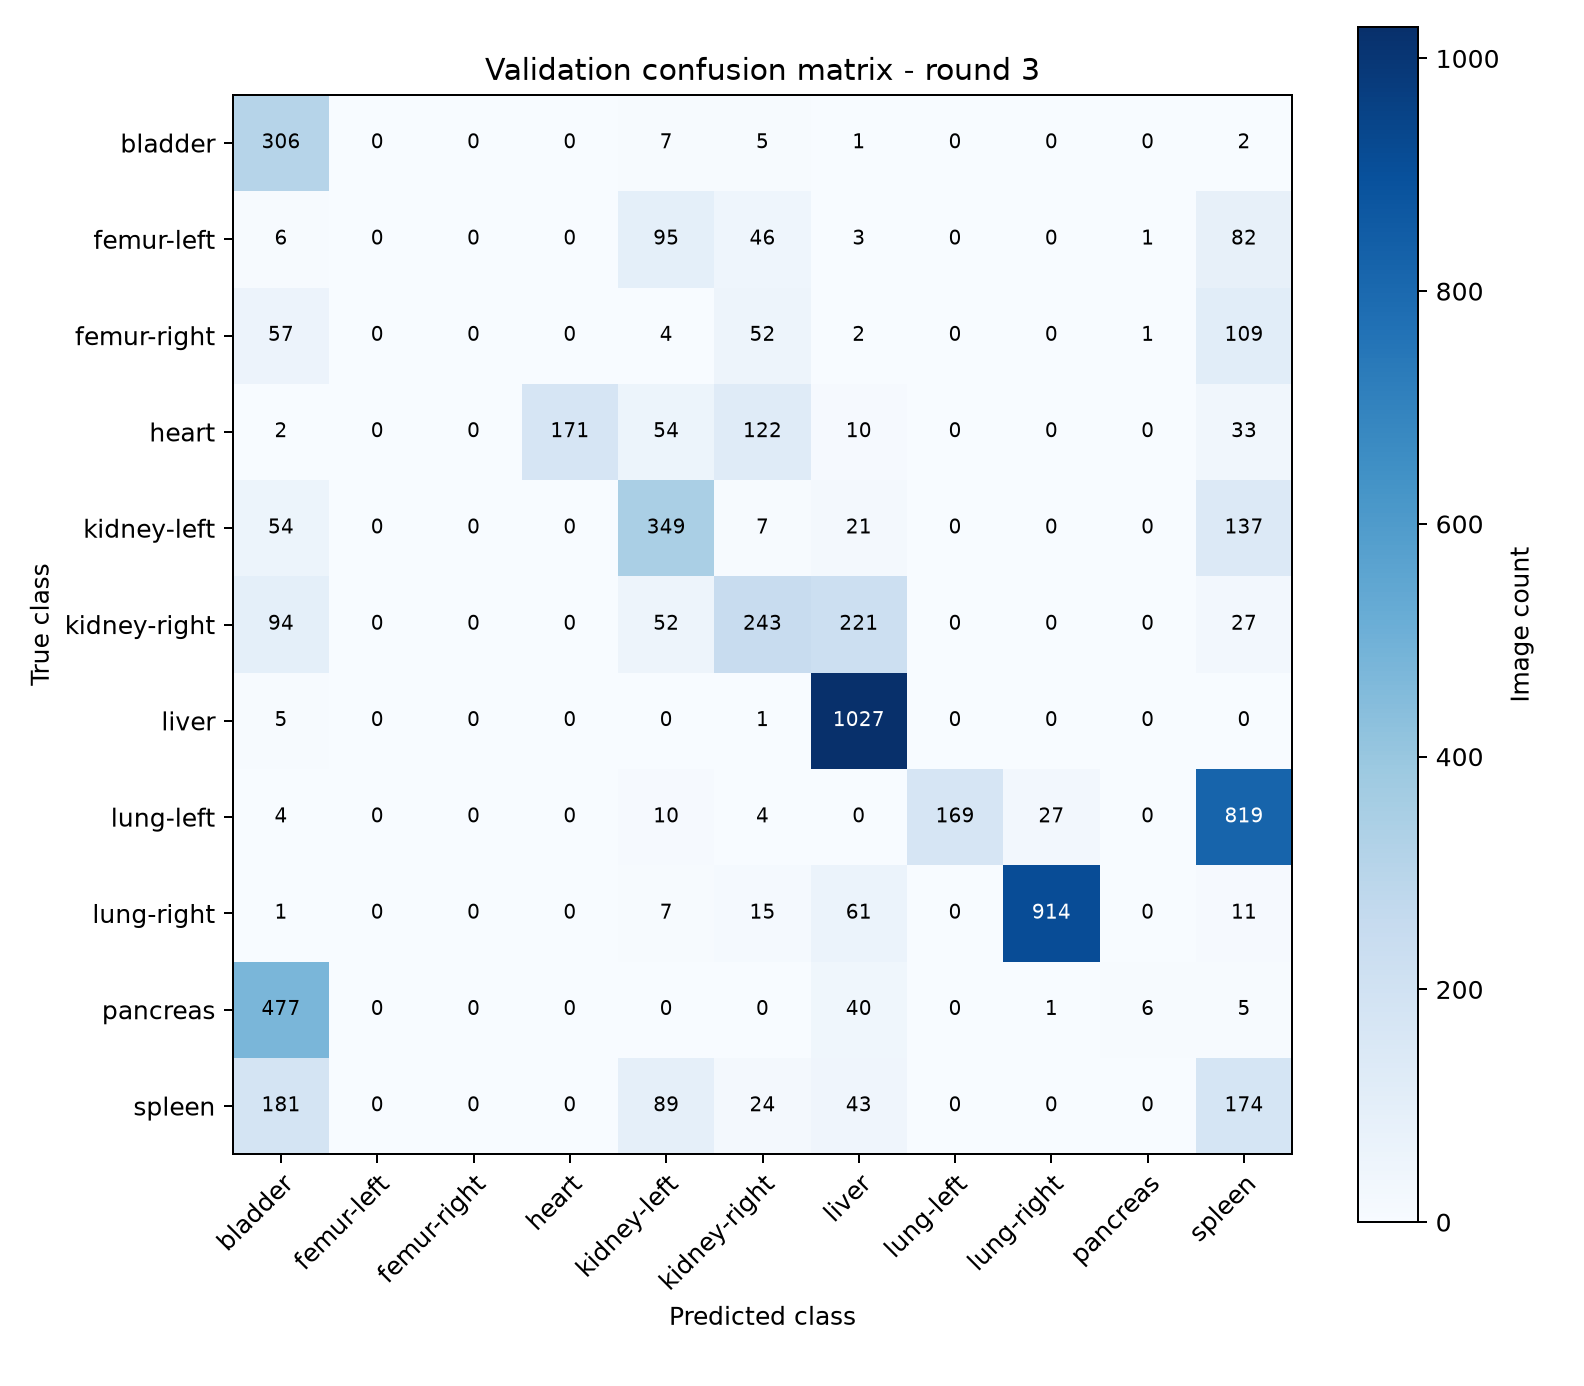 Validation confusion matrix - round 3
True class
bladder 306 0 0 0 7 5 1 0 0 0 2
femur-left 6 0 0 0 95 46 3 0 0 1 82
femur-right 57 0 0 0 4 52 2 0 0 1 109
heart 2 0 0 171 54 122 10 0 0 0 33
kidney-left 54 0 0 0 349 7 21 0 0 0 137
kidney-right 94 0 0 0 52 243 221 0 0 0 27
liver 5 0 0 0 0 1 1027 0 0 0 0
lung-left 4 0 0 0 10 4 0 169 27 0 819
lung-right 1 0 0 0 7 15 61 0 914 0 11
pancreas 477 0 0 0 0 0 40 0 1 6 5
spleen 181 0 0 0 89 24 43 0 0 0 174
bladder femur-left femur-right heart kidney-left kidney-right liver lung-left lung-right pancreas spleen
Predicted class
1000
800
600
400
200
0
Image count